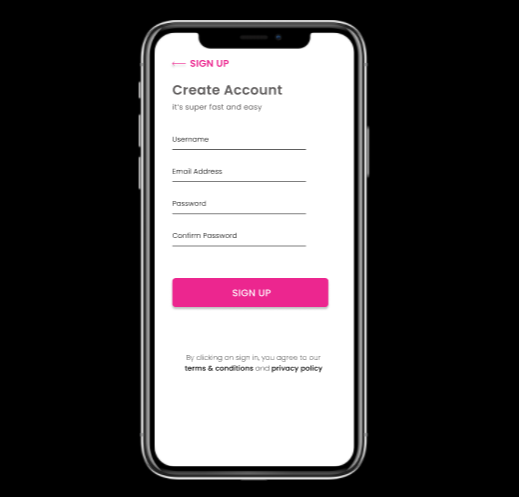 SIGN UP
Create Account
it's super fast and easy
Username
Email Address
Password
Confirm Password
SIGN UP
By clicking on sign in, you agree to our
terms & conditions and privacy policy